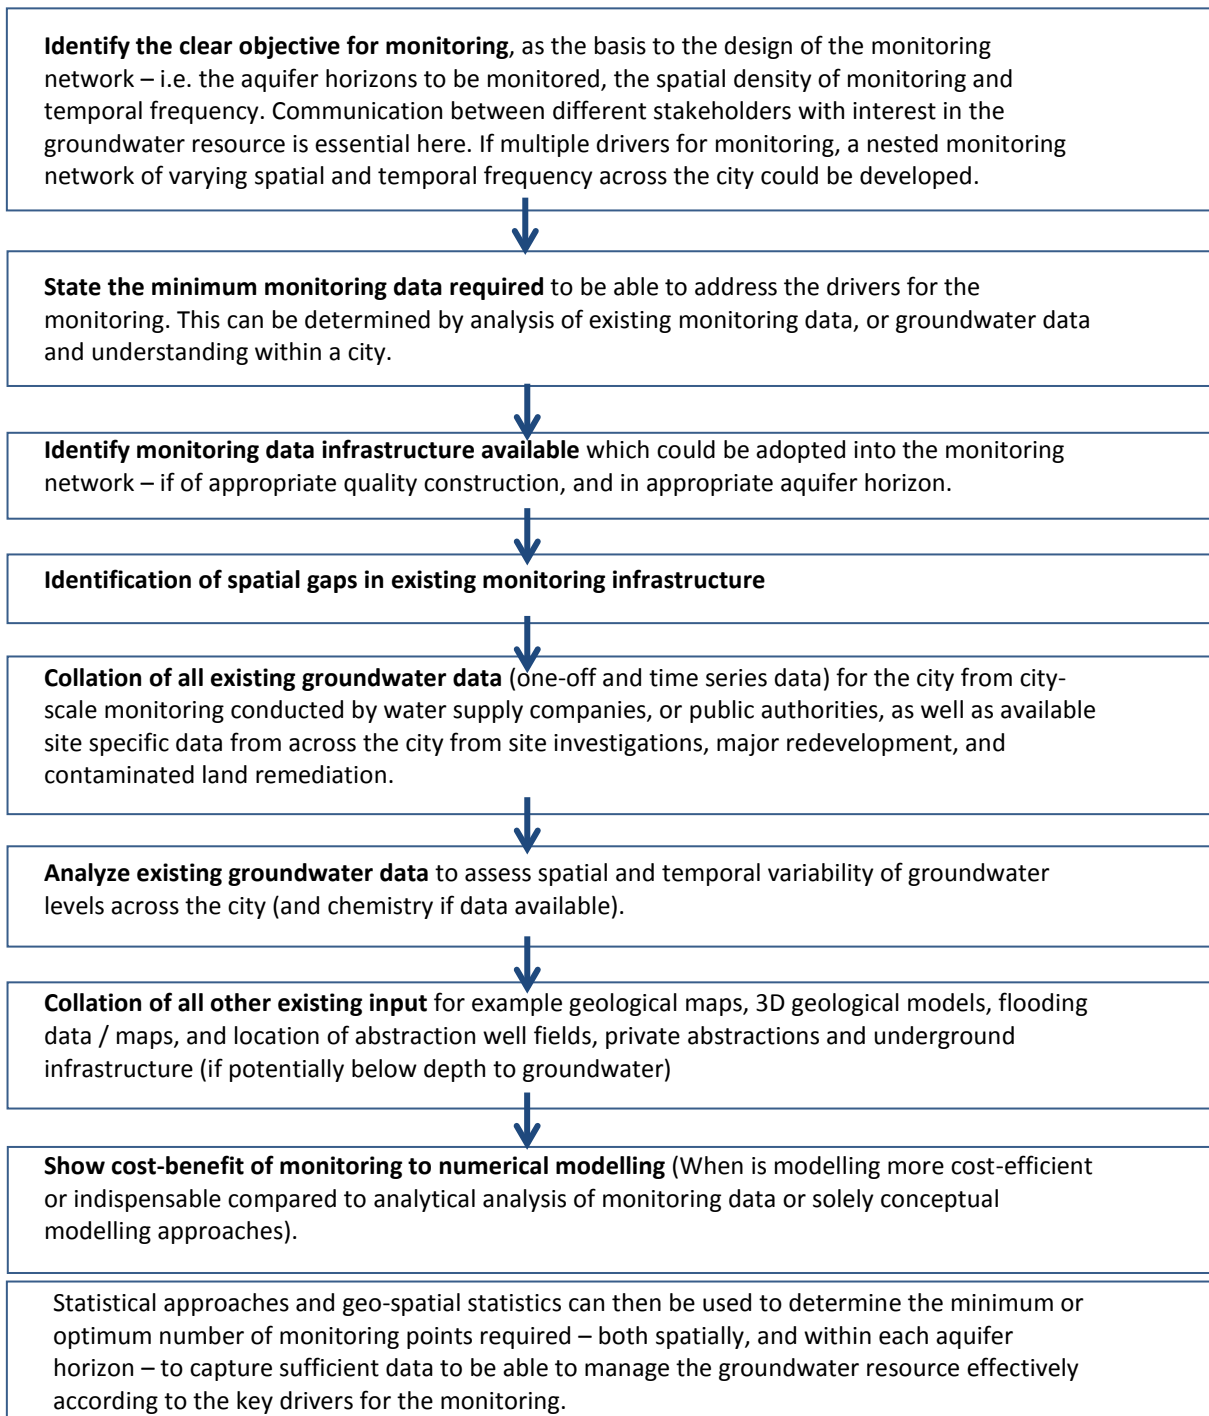 Identify the clear objective for monitoring, as the basis to the design of the monitoring
network – i.e. the aquifer horizons to be monitored, the spatial density of monitoring and
temporal frequency. Communication between different stakeholders with interest in the
groundwater resource is essential here. If multiple drivers for monitoring, a nested monitoring
network of varying spatial and temporal frequency across the city could be developed.
State the minimum monitoring data required to be able to address the drivers for the
monitoring. This can be determined by analysis of existing monitoring data, or groundwater data
and understanding within a city.
Identify monitoring data infrastructure available which could be adopted into the monitoring
network – if of appropriate quality construction, and in appropriate aquifer horizon.
Identification of spatial gaps in existing monitoring infrastructure
Collation of all existing groundwater data (one-off and time series data) for the city from city-
scale monitoring conducted by water supply companies, or public authorities, as well as available
site specific data from across the city from site investigations, major redevelopment, and
contaminated land remediation.
Analyze existing groundwater data to assess spatial and temporal variability of groundwater
levels across the city (and chemistry if data available).
Collation of all other existing input for example geological maps, 3D geological models, flooding
data / maps, and location of abstraction well fields, private abstractions and underground
infrastructure (if potentially below depth to groundwater)
Show cost-benefit of monitoring to numerical modelling (When is modelling more cost-efficient
or indispensable compared to analytical analysis of monitoring data or solely conceptual
modelling approaches).
Statistical approaches and geo-spatial statistics can then be used to determine the minimum or
optimum number of monitoring points required – both spatially, and within each aquifer
horizon – to capture sufficient data to be able to manage the groundwater resource effectively
according to the key drivers for the monitoring.